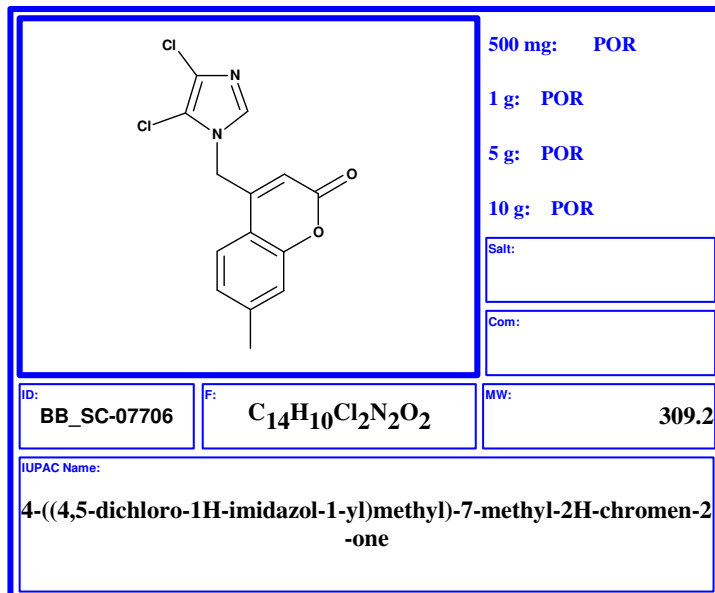 Cl
N
Cl
N
O
O
500 mg: POR
1 g: POR
5 g: POR
10 g: POR
Salt:
Com:
ID:
BB_SC-07706
F:
C14H10Cl2N2O2
MW:
309.2
IUPAC Name:
4-((4,5-dichloro-1H-imidazol-1-yl)methyl)-7-methyl-2H-chromen-2
-one